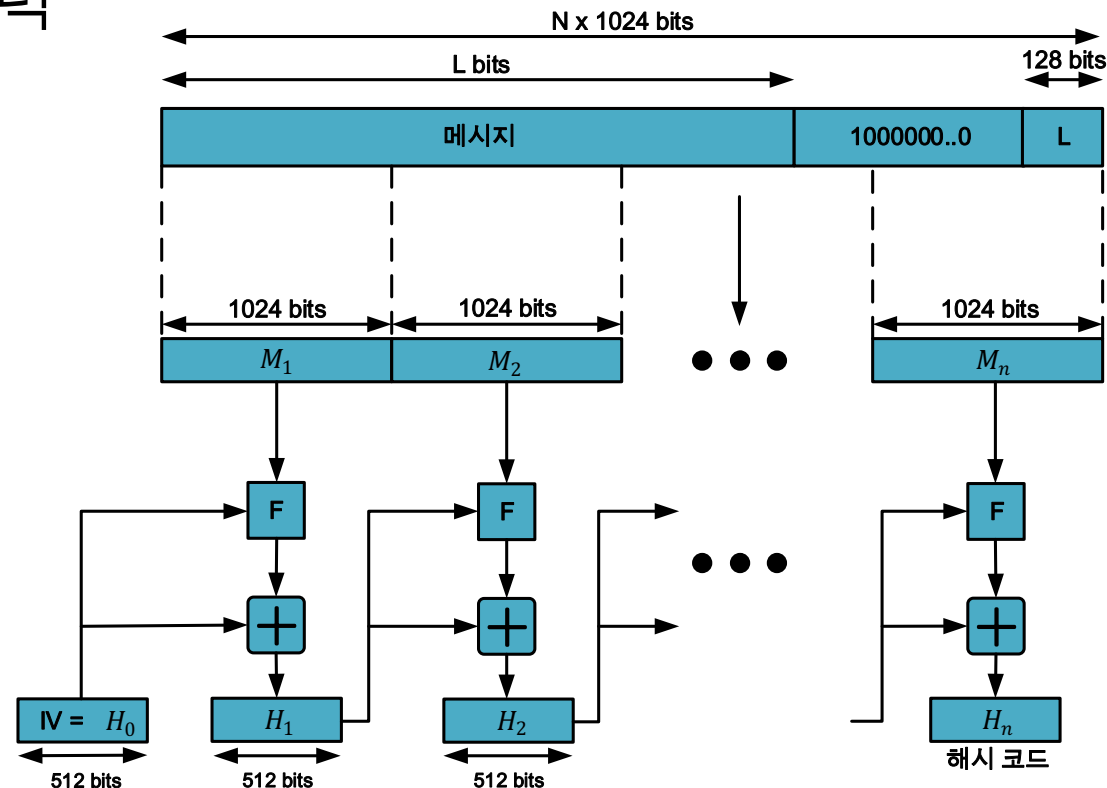 N x 1024 bits
L bits
128 bits
메시지
1000000..0
L
1024 bits
1024 bits
1024 bits
M₁
M₂
Mₙ
F
F
F
IV = H₀
H₁
H₂
Hₙ
512 bits
512 bits
512 bits
해시 코드